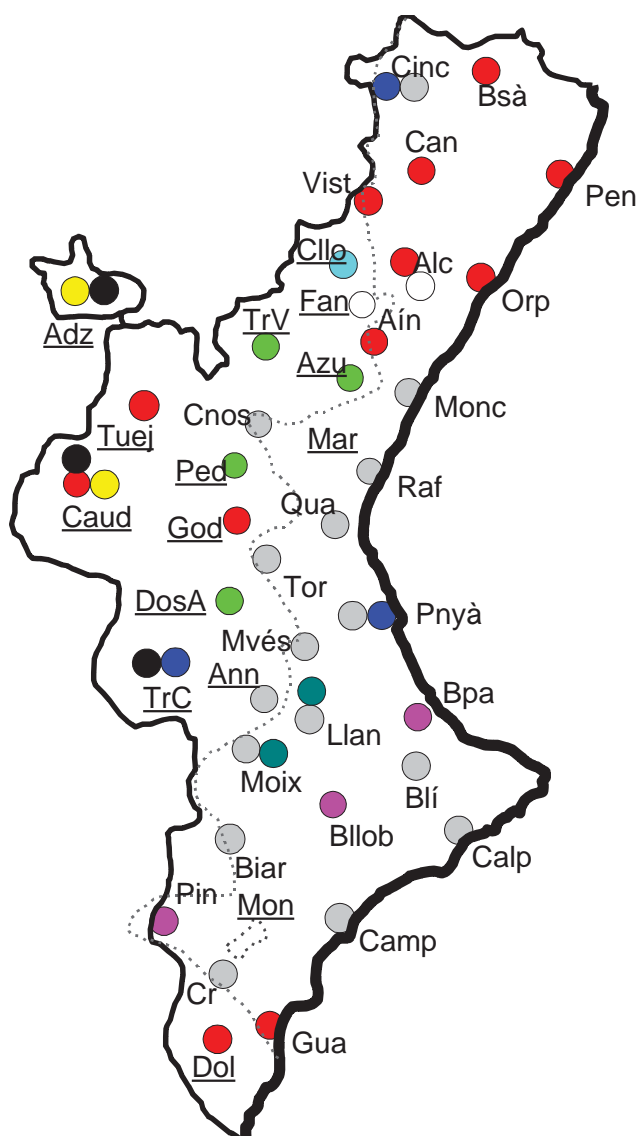 Cinc
Bsà
Can
Vist
Pen
Cllo
Alc
Fan
Orp
Adz
TrV
Aín
Azu
Monc
Tuej
Cnos
Mar
Ped
Raf
Caud
Qua
God
Tor
DosA
Pnyà
Mvés
Ann
TrC
Bpa
Llan
Moix
Blí
Bllob
Calp
Biar
Pin
Mon
Camp
Cr
Gua
Dol